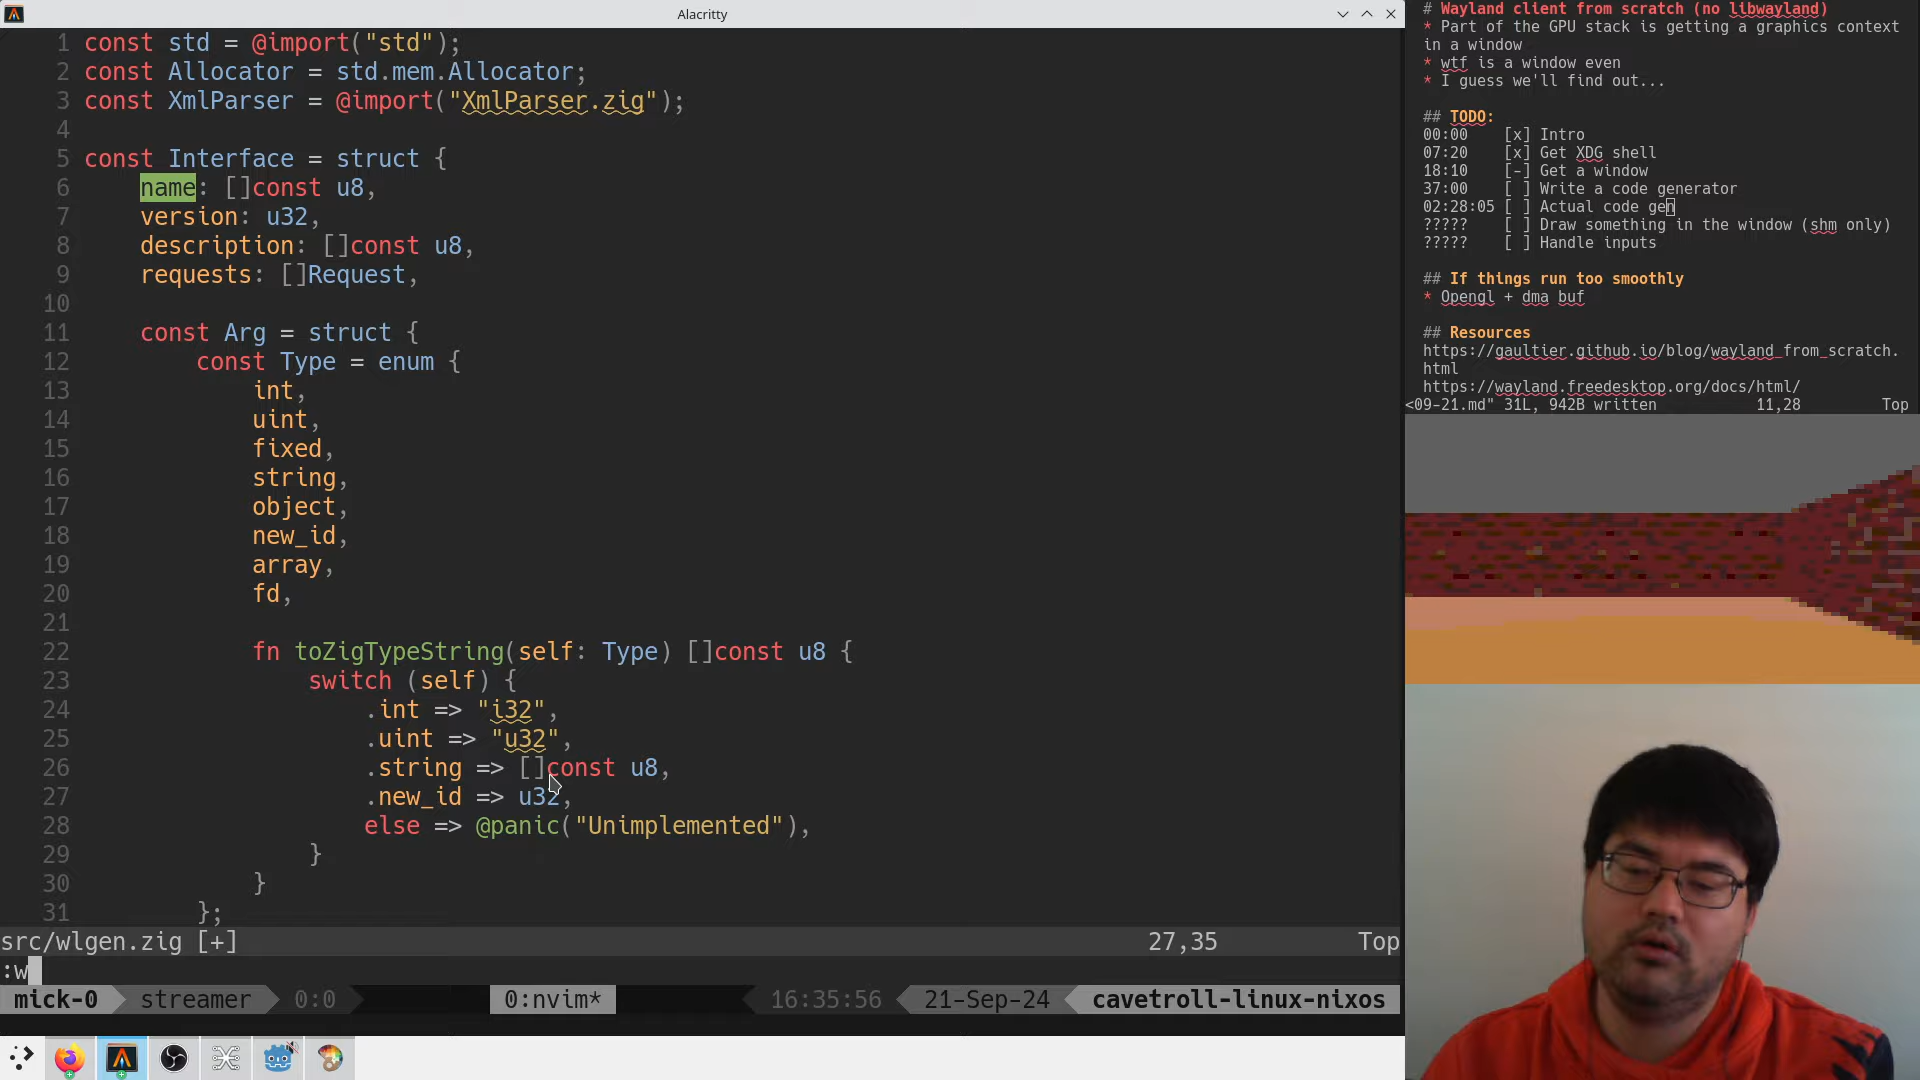 Alacritty
1 const std = @import("std");
2 const Allocator = std.mem.Allocator;
3 const XmlParser = @import("XmlParser.zig");
4
5 const Interface = struct {
6 name: []const u8,
7 version: u32,
8 description: []const u8,
9 requests: []Request,
10
11 const Arg = struct {
12 const Type = enum {
13 int,
14 uint,
15 fixed,
16 string,
17 object,
18 new_id,
19 array,
20 fd,
21
22 fn toZigTypeString(self: Type) []const u8 {
23 switch (self) {
24 .int => "i32",
25 .uint => "u32",
26 .string => []const u8,
27 .new_id => u32,
28 else => @panic("Unimplemented"),
29 }
30 }
31 };
src/wlgen.zig [+] 27,35 Top
:w
mick-0 streamer 0:0 0:nvim* 16:35:56 21-Sep-24 cavetroll-linux-nixos
# Wayland client from scratch (no libwayland)
* Part of the GPU stack is getting a graphics context
in a window
* wtf is a window even
* I guess we'll find out...
## TODO:
00:00 [x] Intro
07:20 [x] Get XDG shell
18:10 [-] Get a window
37:00 [ ] Write a code generator
02:28:05 [ ] Actual code gen
????? [ ] Draw something in the window (shm only)
????? [ ] Handle inputs
## If things run too smoothly
* Opengl + dma buf
## Resources
https://gaultier.github.io/blog/wayland_from_scratch.
html
https://wayland.freedesktop.org/docs/html/
<09-21.md" 31L, 942B written 11,28 Top